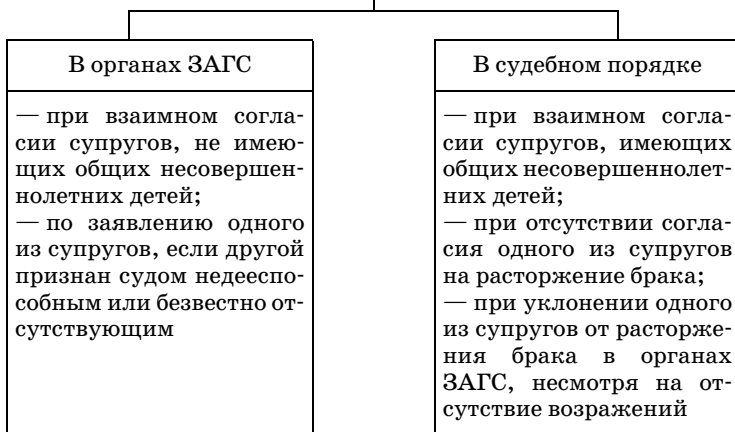 В органах ЗАГС
— при взаимном согла-
сии супругов, не имею-
щих общих несовершен-
нолетних детей;
— по заявлению одного
из супругов, если другой
признан судом недееспо-
собным или безвестно от-
сутствующим
В судебном порядке
— при взаимном согла-
сии супругов, имеющих
общих несовершеннолет-
них детей;
— при отсутствии согла-
сия одного из супругов
на расторжение брака;
— при уклонении одного
из супругов от расторже-
ния брака в органах
ЗАГС, несмотря на от-
сутствие возражений